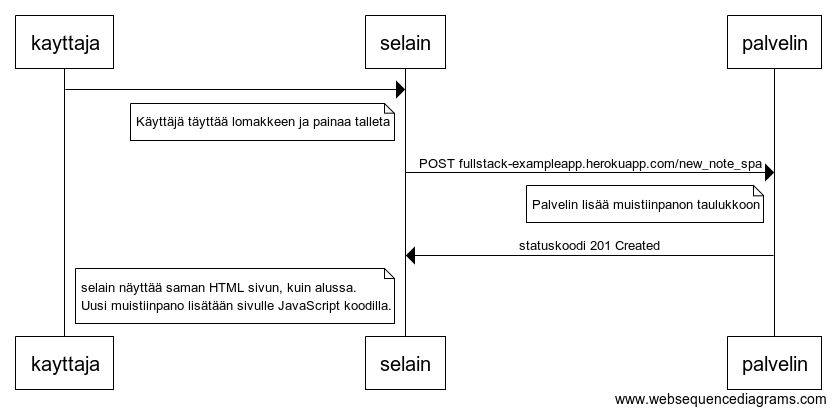 kayttaja
selain
palvelin
Käyttäjä täyttää lomakkeen ja painaa talleta
POST fullstack-exampleapp.herokuapp.com/new_note_spa
Palvelin lisää muistiinpanon taulukkoon
statuskoodi 201 Created
selain näyttää saman HTML sivun, kuin alussa.
Uusi muistiinpano lisätään sivulle JavaScript koodilla.
kayttaja
selain
palvelin
www.websequencediagrams.com